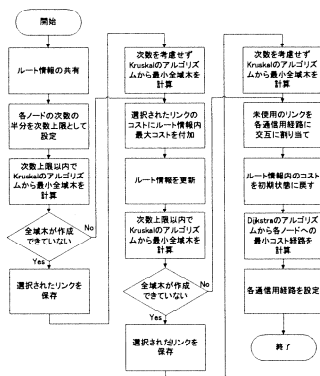 開始
ルート情報の共有
各ノードの次数の
半分を次数上限として
設定
次数上限以内で
Kruskalのアルゴリズ
ムから最小全域木を
計算
全域木が作成
できていない
No
Yes
選択されたリンクを
保存
次数を考慮せず
Kruskalのアルゴリズ
ムから最小全域木を
計算
選択されたリンクの
コストにルート情報内
最大コストを付加
ルート情報を更新
次数上限以内で
Kruskalのアルゴリズ
ムから最小全域木を
計算
全域木が作成
できていない
No
Yes
選択されたリンクを
保存
次数を考慮せず
Kruskalのアルゴリズ
ムから最小全域木を
計算
未使用のリンクを
各通信用経路に
交互に割り当て
ルート情報内のコスト
を初期状態に戻す
Dijkstraのアルゴリズ
ムから各ノードへの
最小コスト経路を
計算
各通信用経路を設定
終了